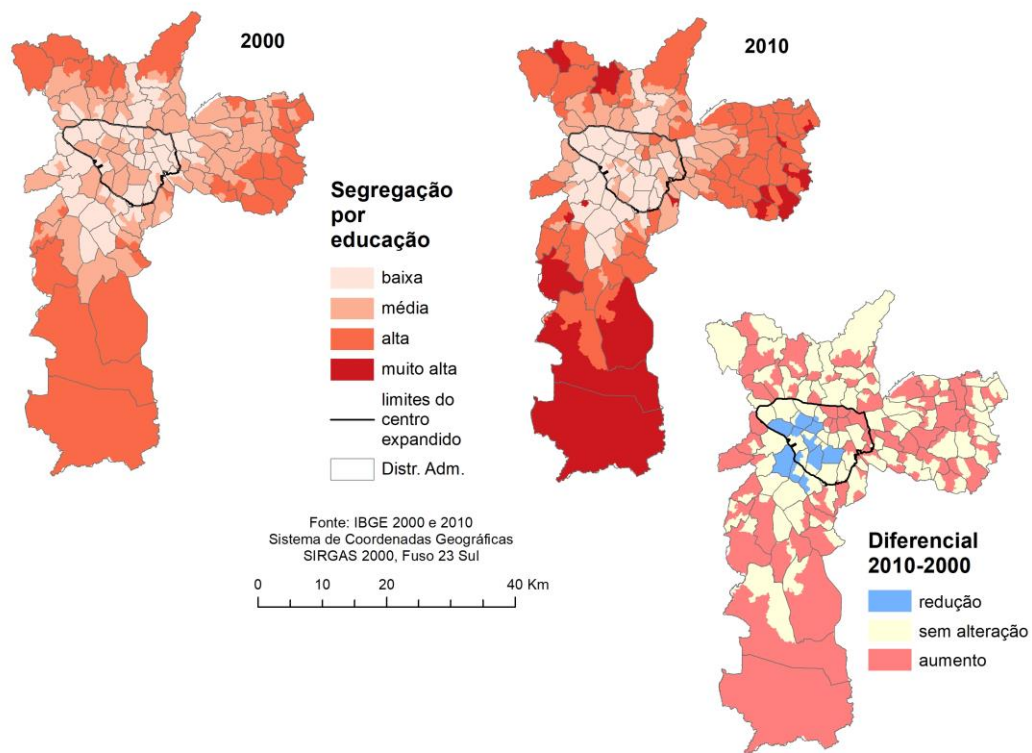 2000
2010
Segregação
por
educação
baixa
média
alta
muito alta
limites do
centro
expandido
Distr. Adm.
Fonte: IBGE 2000 e 2010
Sistema de Coordenadas Geográficas
SIRGAS 2000, Fuso 23 Sul
0 10 20 40 Km
Diferencial
2010-2000
redução
sem alteração
aumento